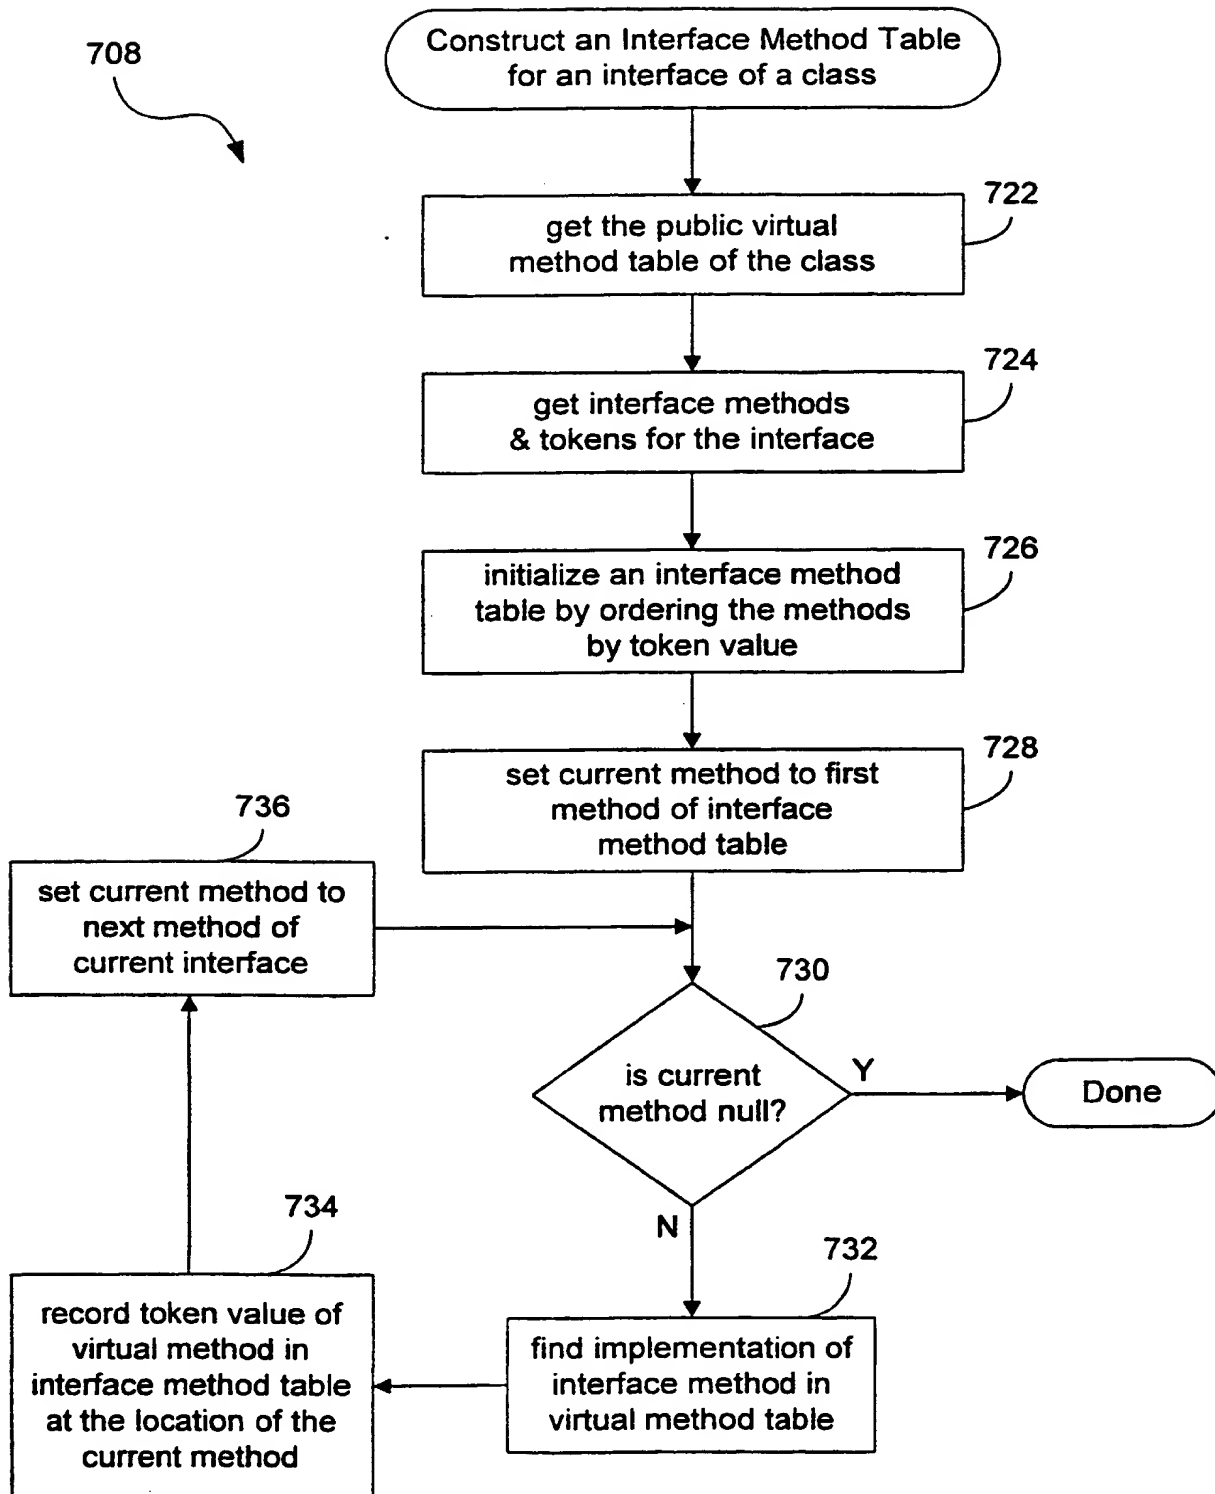 708
Construct an Interface Method Table
for an interface of a class
722
get the public virtual
method table of the class
724
get interface methods
& tokens for the interface
726
initialize an interface method
table by ordering the methods
by token value
728
set current method to first
method of interface
method table
736
set current method to
next method of
current interface
730
is current
method null?
Y
Done
N
734
record token value of
virtual method in
interface method table
at the location of the
current method
732
find implementation of
interface method in
virtual method table